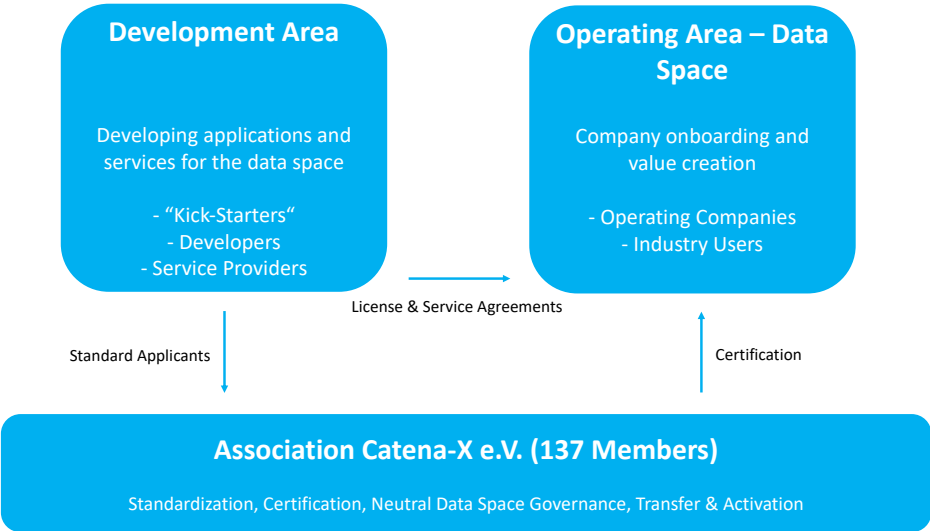 Development Area
Developing applications and
services for the data space
- “Kick-Starters“
- Developers
- Service Providers
Operating Area – Data
Space
Company onboarding and
value creation
- Operating Companies
- Industry Users
License & Service Agreements
Standard Applicants
Certification
Association Catena-X e.V. (137 Members)
Standardization, Certification, Neutral Data Space Governance, Transfer & Activation